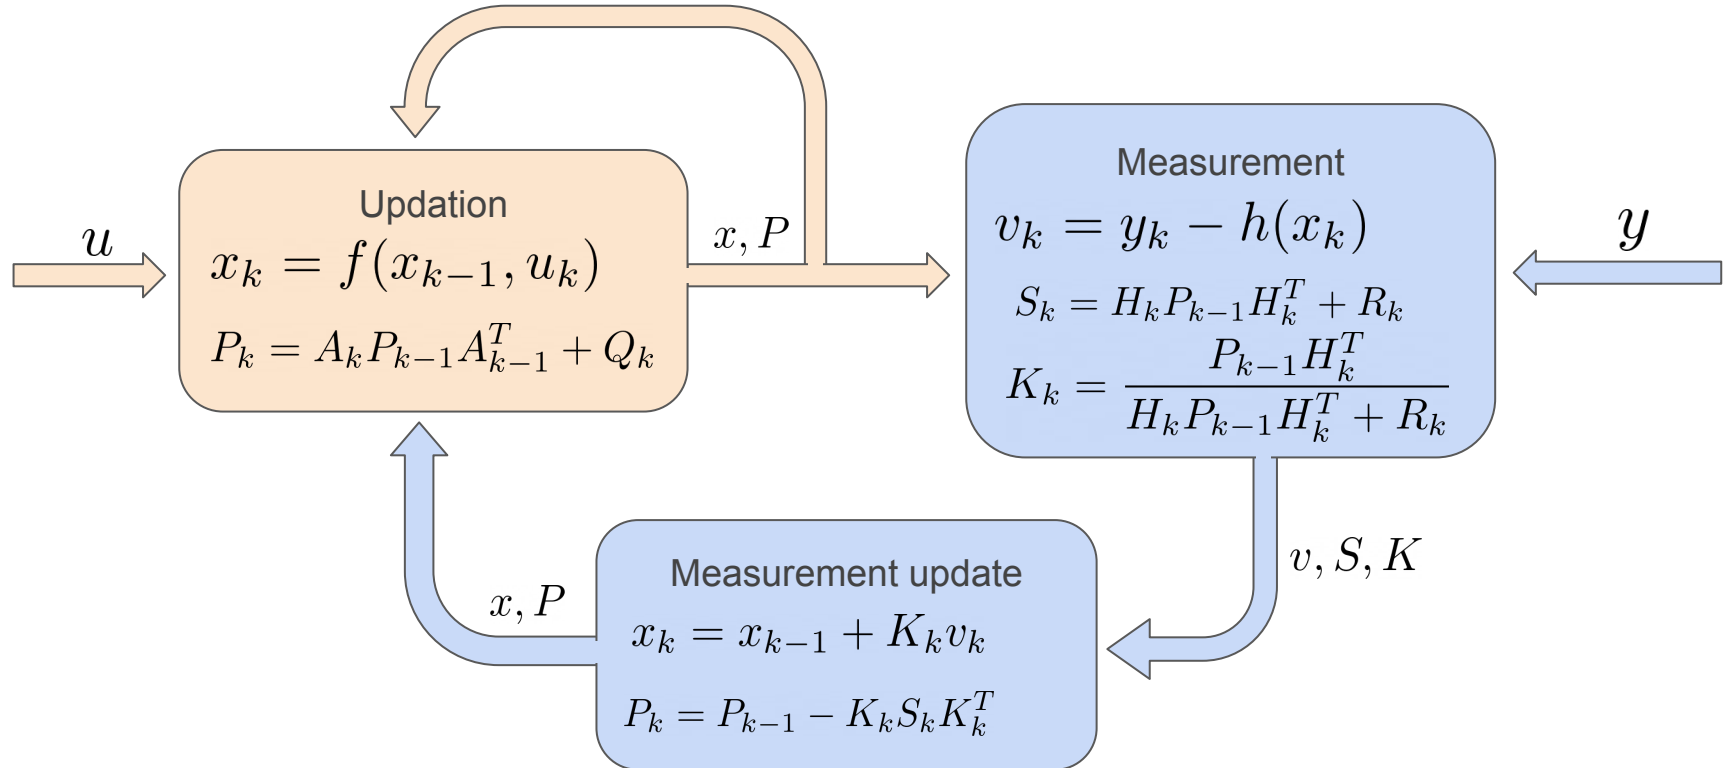 u
Updation
$x_k = f(x_{k-1}, u_k)$
$P_k = A_k P_{k-1} A_{k-1}^T + Q_k$
$x, P$
Measurement
$v_k = y_k - h(x_k)$
$S_k = H_k P_{k-1} H_k^T + R_k$
$K_k = \frac{P_{k-1} H_k^T}{H_k P_{k-1} H_k^T + R_k}$
y
$v, S, K$
Measurement update
$x_k = x_{k-1} + K_k v_k$
$P_k = P_{k-1} - K_k S_k K_k^T$
$x, P$